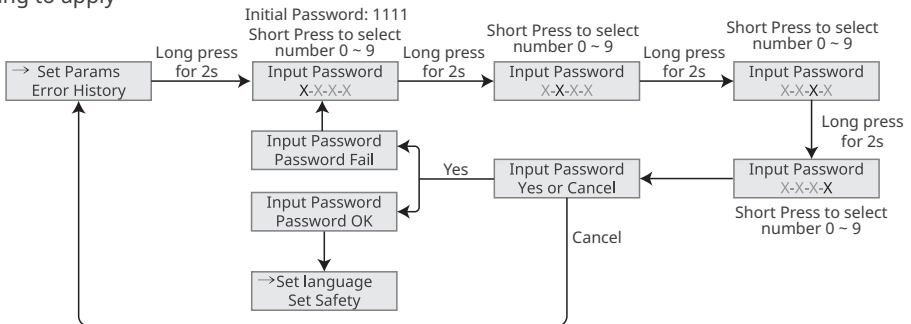 ing to apply
Initial Password: 1111
Short Press to select
number 0 ~ 9
Short Press to select
number 0 ~ 9
Short Press to select
number 0 ~ 9
Long press
for 2s
Long press
for 2s
Long press
for 2s
→ Set Params
Error History
Input Password
X-X-X-X
Input Password
X-X-X-X
Input Password
X-X-X-X
Long press
for 2s
Input Password
Password Fail
Yes
Input Password
Yes or Cancel
Input Password
X-X-X-X
Short Press to select
number 0 ~ 9
Input Password
Password OK
Cancel
→Set language
Set Safety